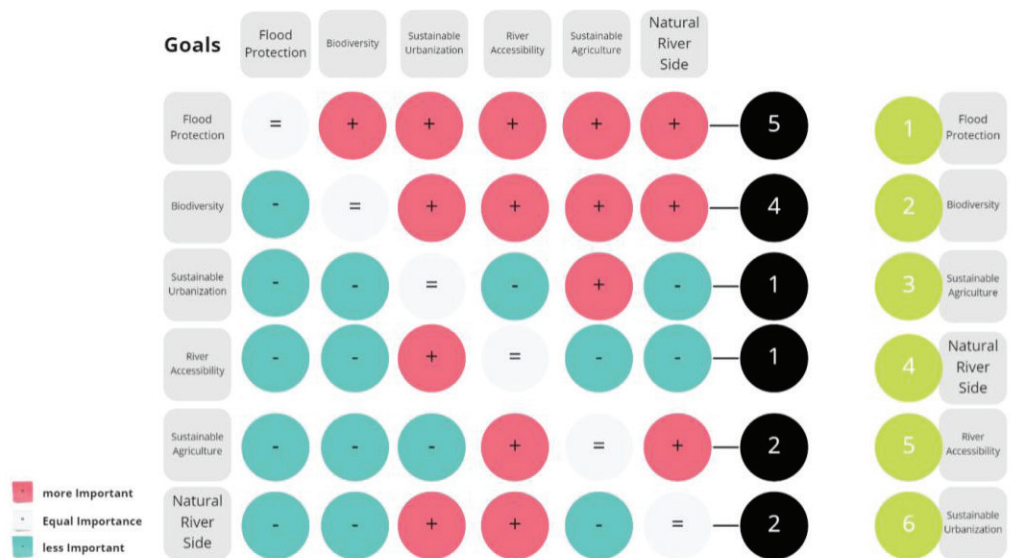 Goals
Flood
Protection
Biodiversity
Sustainable
Urbanization
River
Accessibility
Sustainable
Agriculture
Natural
River
Side
Flood
Protection
= + + + + + 5
1 Flood
Protection
Biodiversity
- = + + + + 4
2 Biodiversity
Sustainable
Urbanization
- - = - + - 1
3 Sustainable
Agriculture
River
Accessibility
- - + = - - 1
4 Natural
River
Side
Sustainable
Agriculture
- - - + = + 2
5 River
Accessibility
Natural
River
Side
- - + + - = 2
6 Sustainable
Urbanization
+ more Important
Equal Importance
- less Important